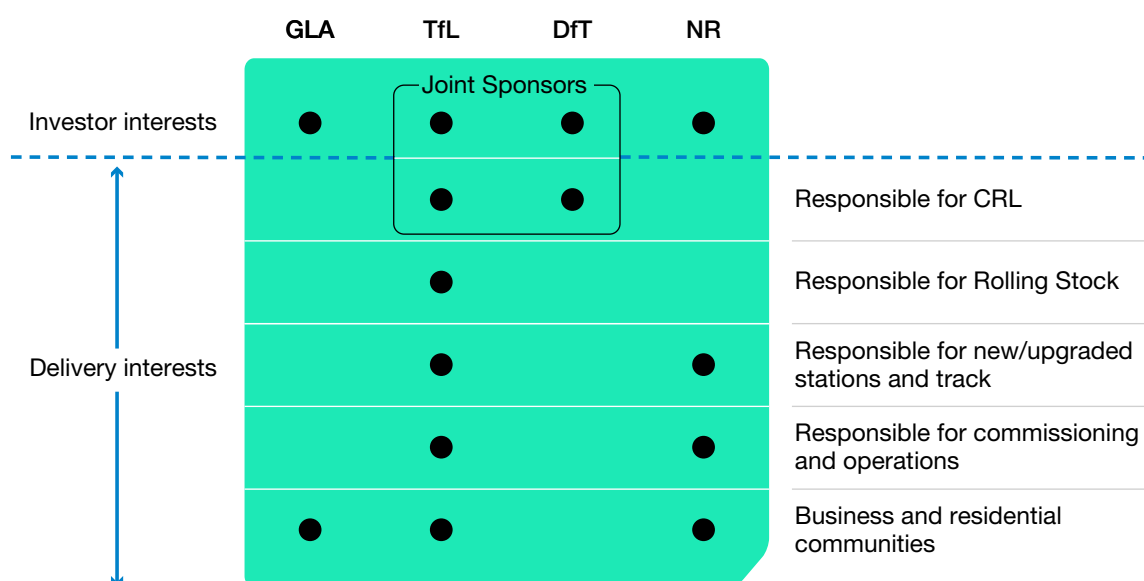 GLA TfL DfT NR
Joint Sponsors
Investor interests
Responsible for CRL
Responsible for Rolling Stock
Delivery interests
Responsible for new/upgraded
stations and track
Responsible for commissioning
and operations
Business and residential
communities